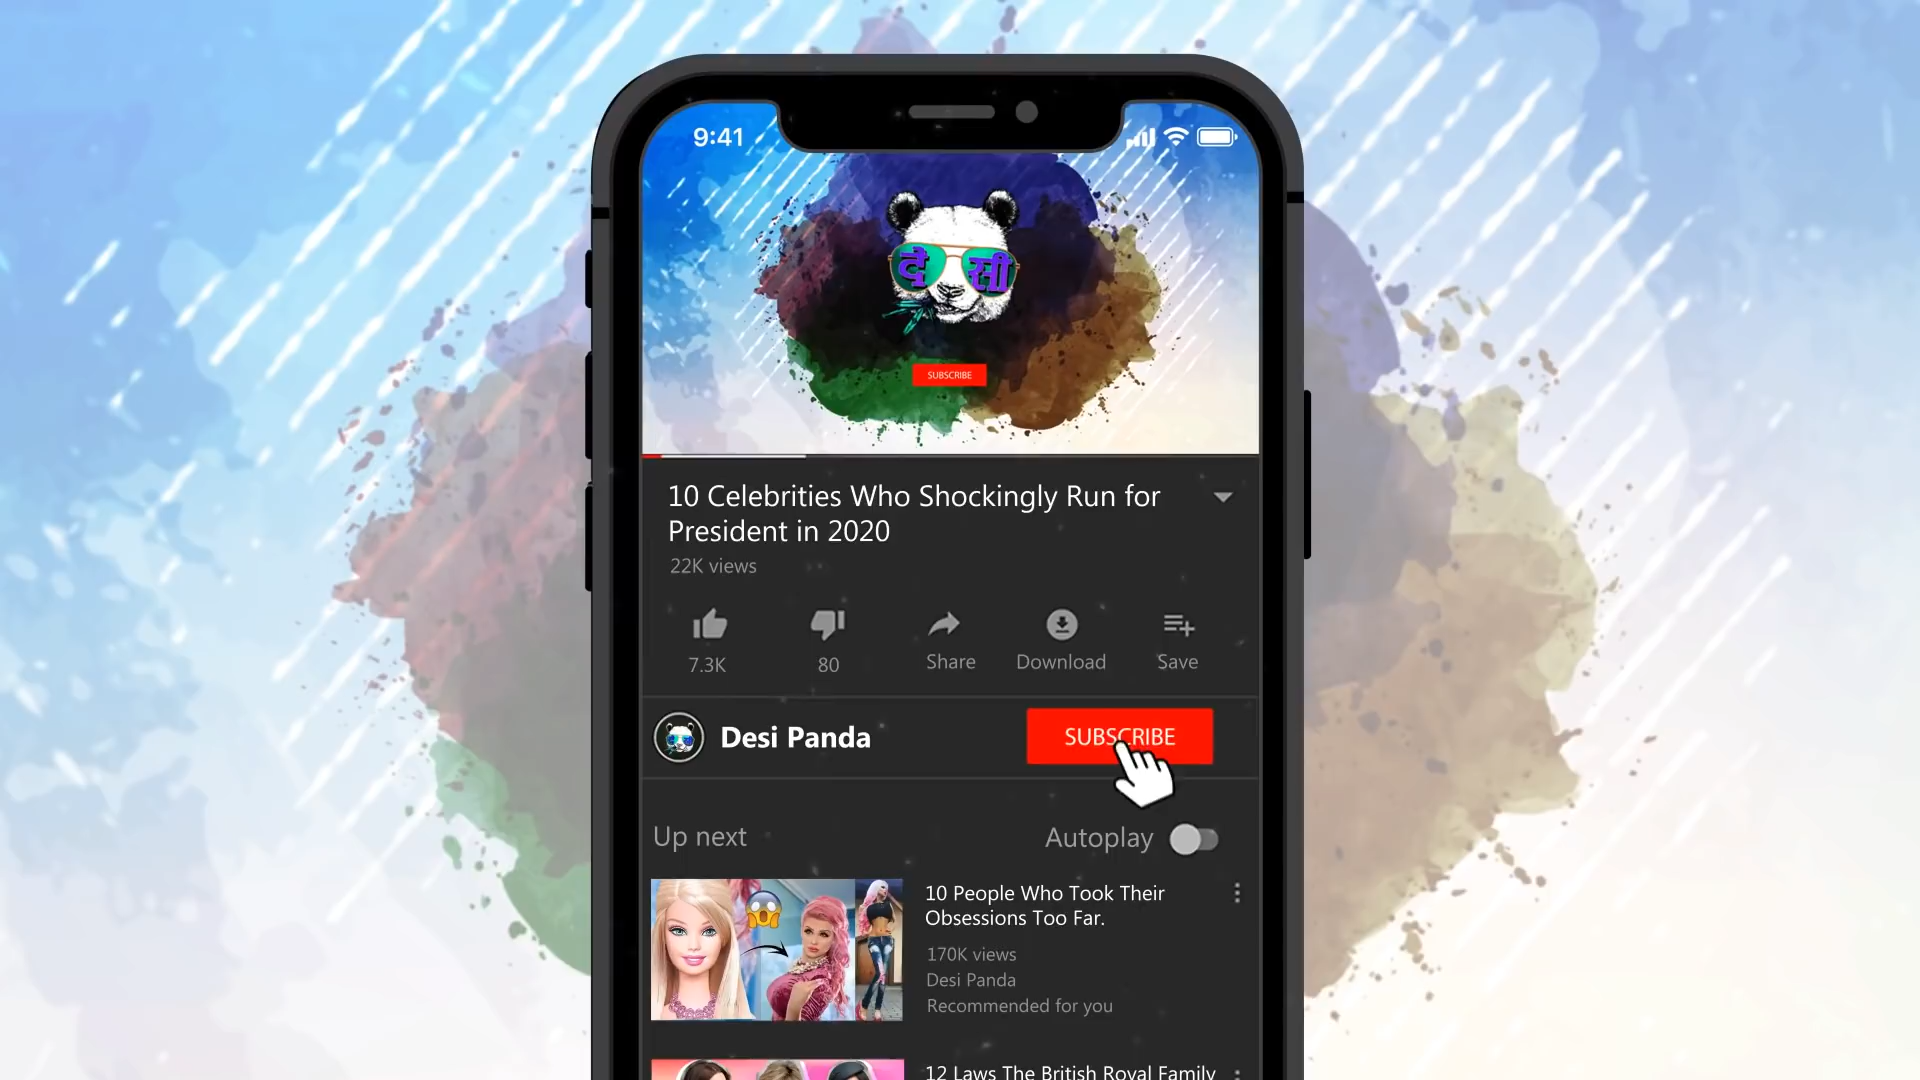 9:41
दे सी
SUBSCRIBE
10 Celebrities Who Shockingly Run for
President in 2020
22K views
7.3K
80
Share
Download
Save
Desi Panda
SUBSCRIBE
Up next
Autoplay
10 People Who Took Their
Obsessions Too Far.
170K views
Desi Panda
Recommended for you
12 Laws The British Royal Family